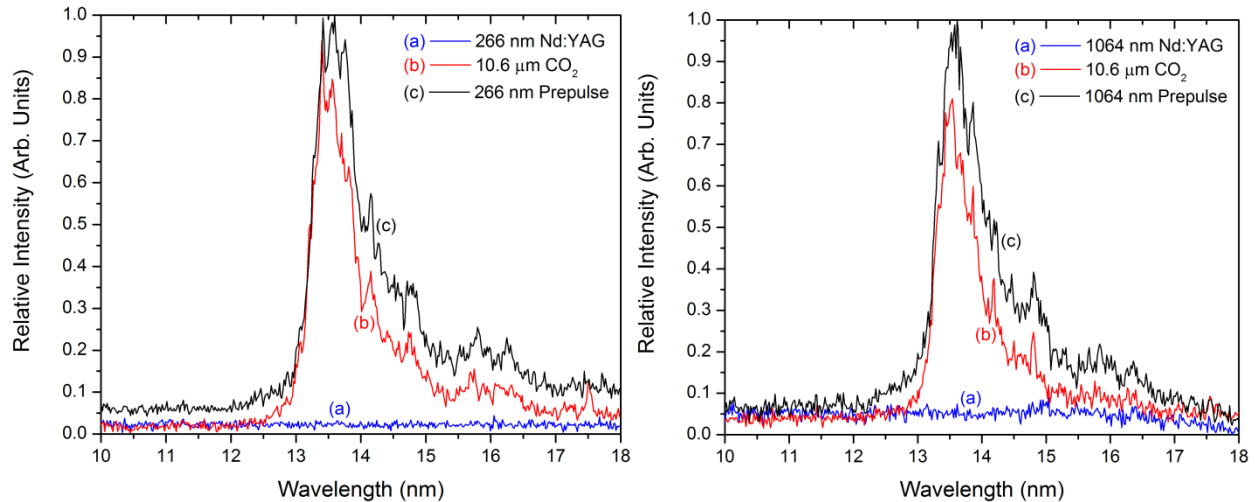 1.0
0.9
0.8
0.7
0.6
0.5
0.4
0.3
0.2
0.1
0.0
Relative Intensity (Arb. Units)
(a) 266 nm Nd:YAG
(b) 10.6 μm CO₂
(c) 266 nm Prepulse
(c)
(b)
(a)
10 11 12 13 14 15 16 17 18
Wavelength (nm)
1.0
0.9
0.8
0.7
0.6
0.5
0.4
0.3
0.2
0.1
0.0
Relative Intensity (Arb. Units)
(a) 1064 nm Nd:YAG
(b) 10.6 μm CO₂
(c) 1064 nm Prepulse
(c)
(b)
(a)
10 11 12 13 14 15 16 17 18
Wavelength (nm)